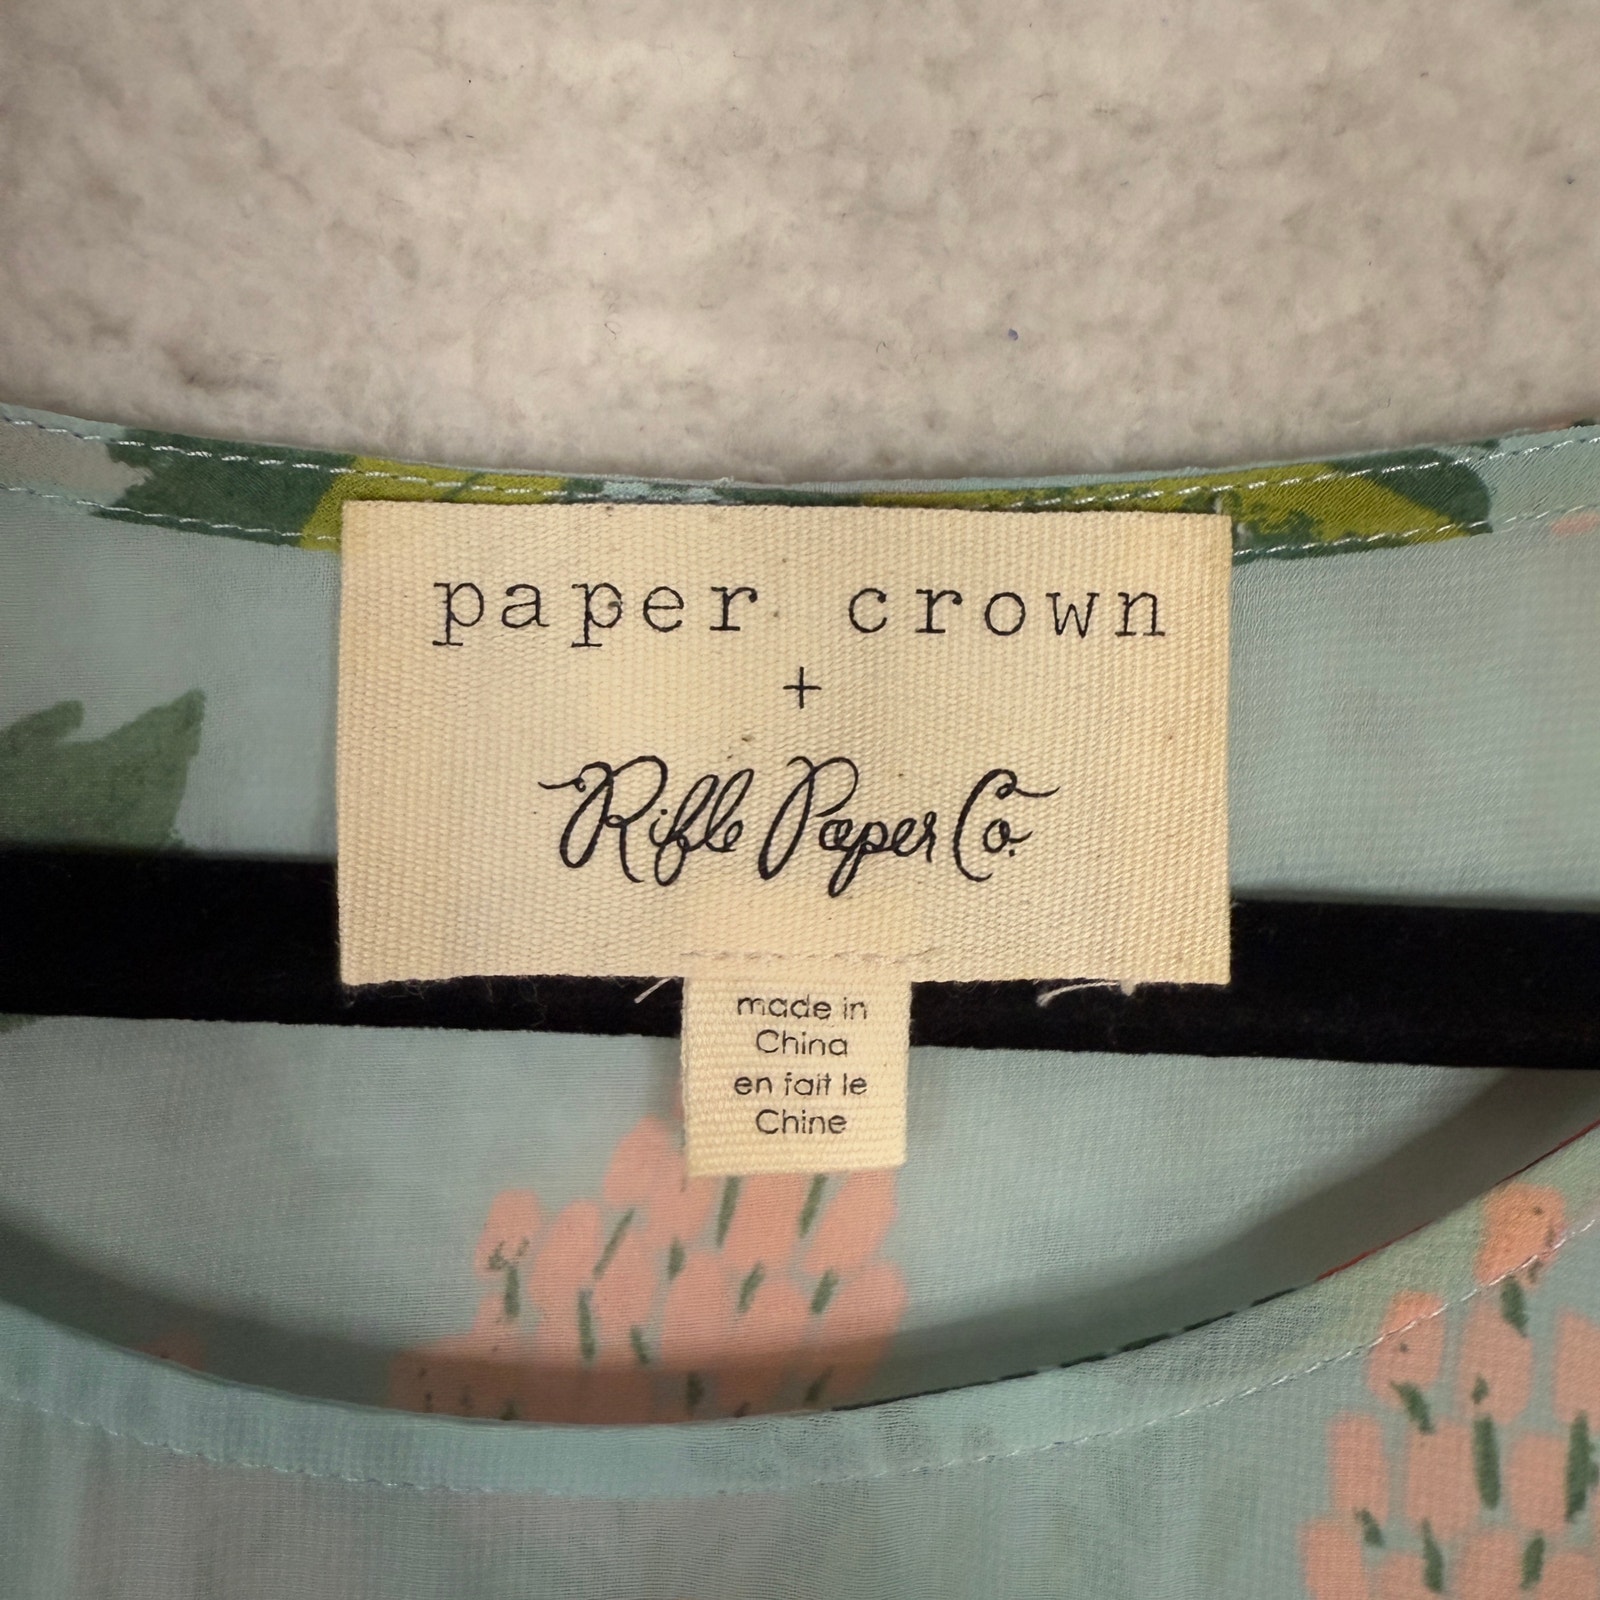 paper crown
+
Rifle Paper Co.
made in
China
en fait le
Chine